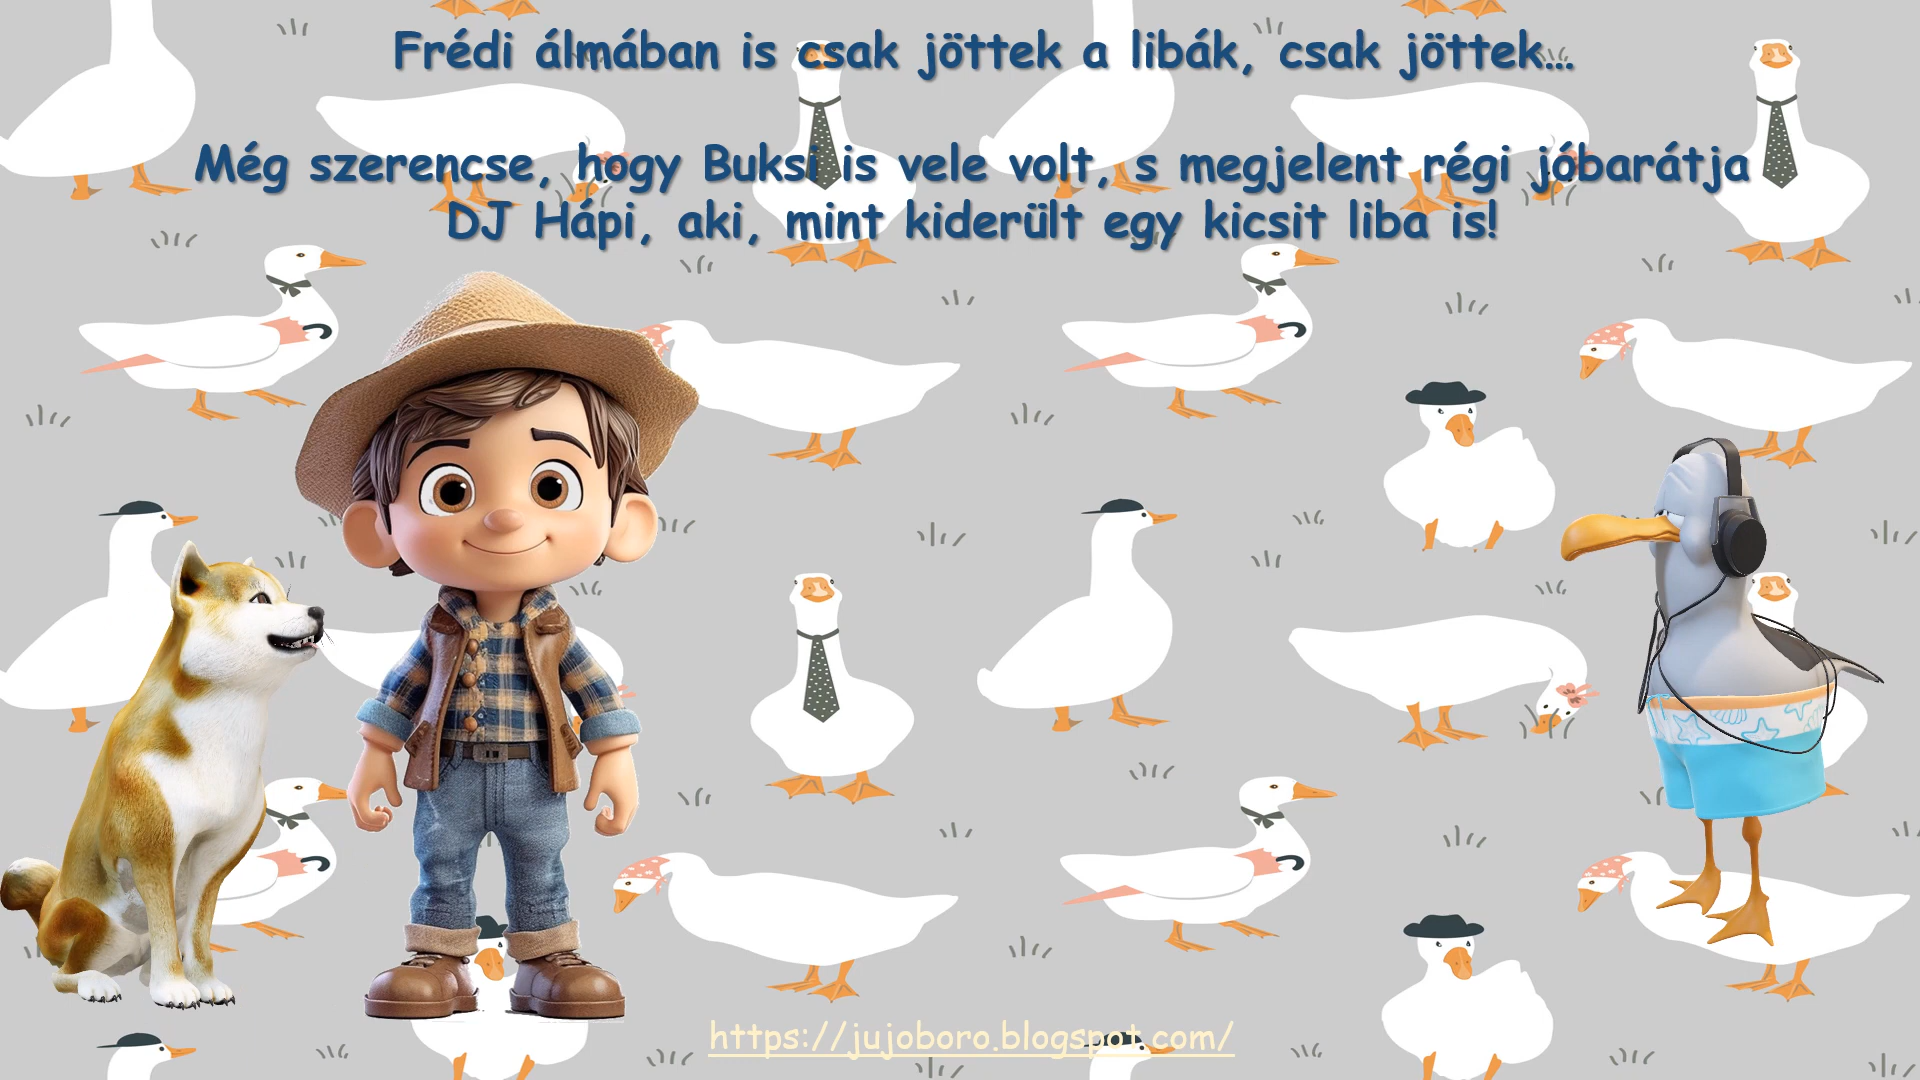 Frédi álmában is csak jöttek a libák, csak jöttek…
Még szerencse, hogy Buksi is vele volt, s megjelent régi jóbarátja
DJ Hápi, aki, mint kiderült egy kicsit liba is!
https://jujoboro.blogspot.com/